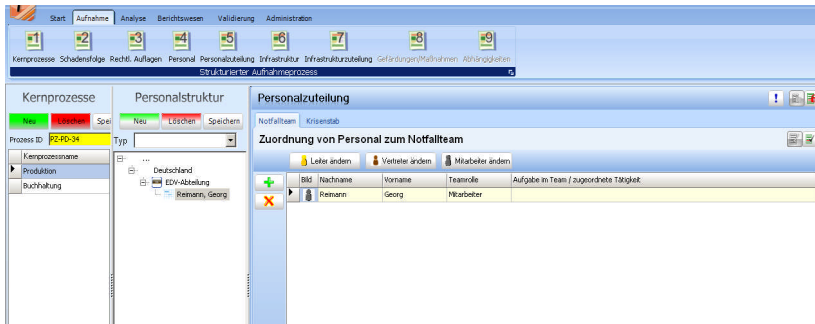 Start Aufnahme Analyse Berichtswesen Validierung Administration
1 2 3 4 5 6 7 8 9
Kernprozesse Schadensfolge Rechtl. Auflagen Personal Personalzuteilung Infrastruktur Infrastrukturzuteilung Gefärdungen/Maßnahmen Abhängigkeiten
Strukturierter Aufnahmeprozess
Kernprozesse
Neu Löschen Spei
Prozess ID PZ-PD-34
Kernprozessname
Produktion
Buchhaltung
Personalstruktur
Neu Löschen Speichern
Typ
...
Deutschland
EDV-Abteilung
Reimann, Georg
Personalzuteilung
Notfallteam Krisenstab
Zuordnung von Personal zum Notfallteam
Leiter ändern Vertreter ändern Mitarbeiter ändern
Bild Nachname Vorname Teamrolle Aufgabe im Team / zugeordnete Tätigkeit
Reimann Georg Mitarbeiter